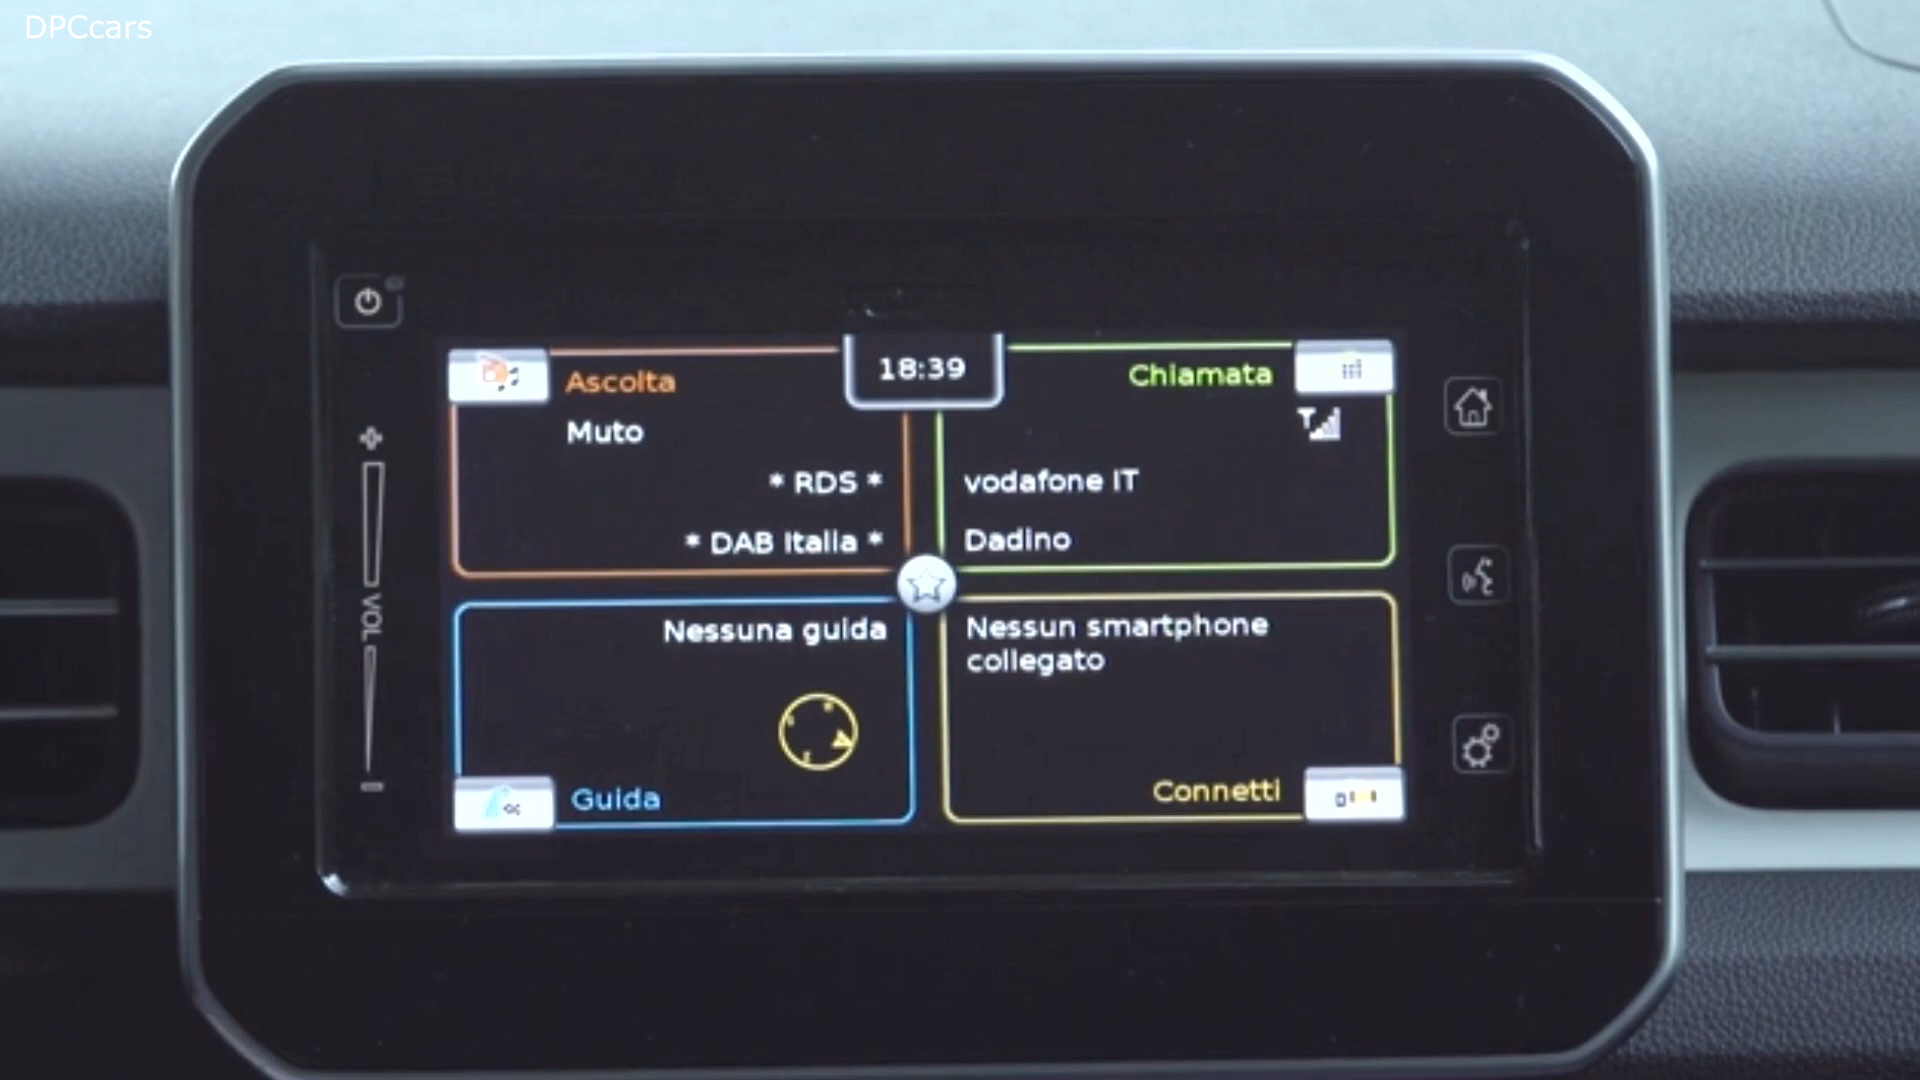 DPCcars
18:39
Ascolta
Muto
* RDS *
* DAB Italia *
Chiamata
vodafone IT
Dadino
VOL
Nessuna guida
Guida
Nessun smartphone
collegato
Connetti